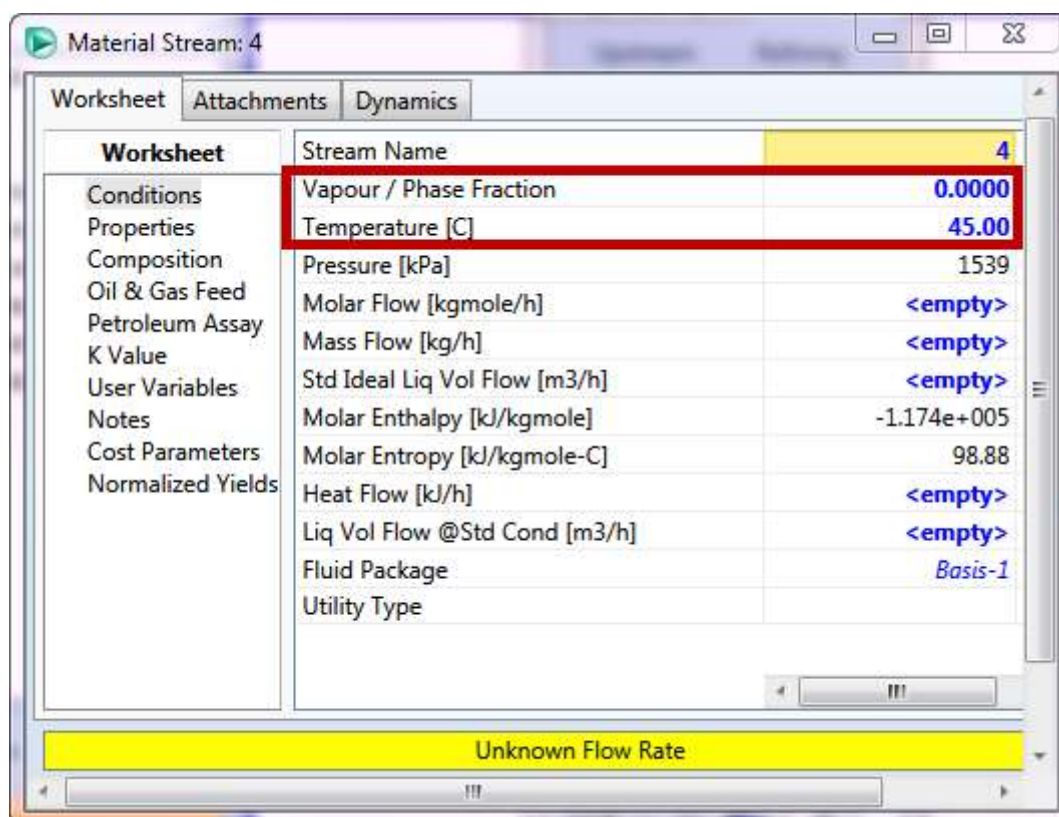 Material Stream: 4
Worksheet Attachments Dynamics
Worksheet
Conditions
Properties
Composition
Oil & Gas Feed
Petroleum Assay
K Value
User Variables
Notes
Cost Parameters
Normalized Yields
Stream Name 4
Vapour / Phase Fraction 0.0000
Temperature [C] 45.00
Pressure [kPa] 1539
Molar Flow [kgmole/h] <empty>
Mass Flow [kg/h] <empty>
Std Ideal Liq Vol Flow [m3/h] <empty>
Molar Enthalpy [kJ/kgmole] -1.174e+005
Molar Entropy [kJ/kgmole-C] 98.88
Heat Flow [kJ/h] <empty>
Liq Vol Flow @Std Cond [m3/h] <empty>
Fluid Package Basis-1
Utility Type
Unknown Flow Rate